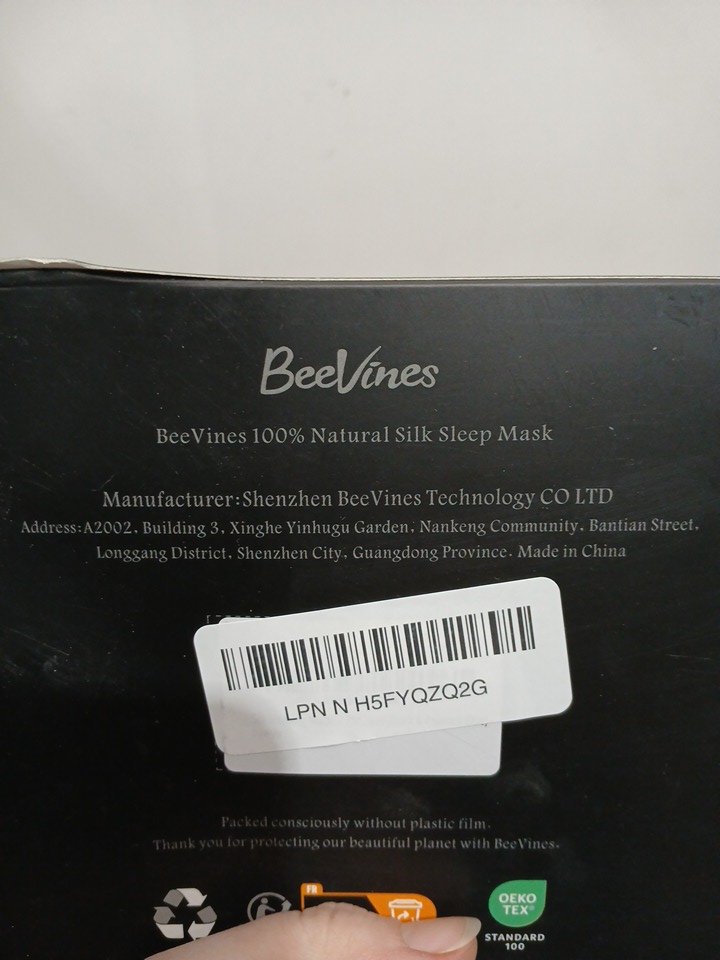 BeeVines
BeeVines 100% Natural Silk Sleep Mask
Manufacturer:Shenzhen BeeVines Technology CO LTD
Address:A2002, Building 3, Xinghe Yinhugu Garden, Nankeng Community, Bantian Street,
Longgang District, Shenzhen City, Guangdong Province. Made in China
LPN N H5FYQZQ2G
Packed consciously without plastic film.
Thank you for protecting our beautiful planet with BeeVines.
FR
OEKO
TEX®
STANDARD
100